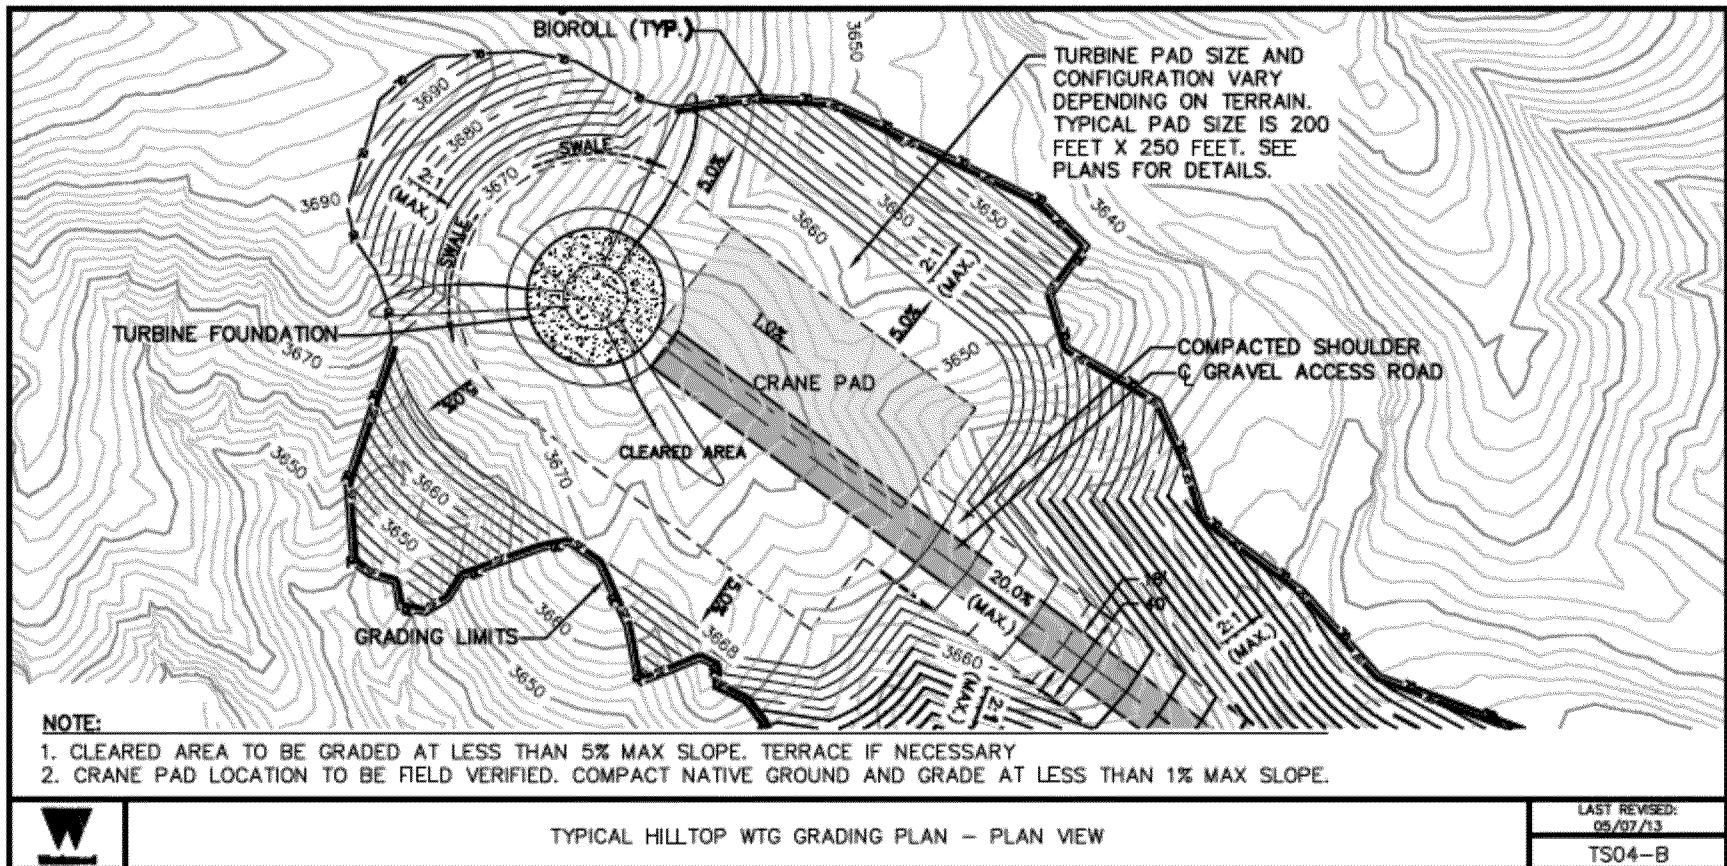 BIOROLL (TYP.)
3650
TURBINE PAD SIZE AND
CONFIGURATION VARY
DEPENDING ON TERRAIN.
TYPICAL PAD SIZE IS 200
FEET X 250 FEET. SEE
PLANS FOR DETAILS.
3690
3680
SWALE
3670
5.0%
2:1
(MAX.)
3690
SWALE
3660
3650
3650
3640
2:1
(MAX.)
TURBINE FOUNDATION
3670
1.0%
5.0%
3650
COMPACTED SHOULDER
℄ GRAVEL ACCESS ROAD
CRANE PAD
5.0%
CLEARED AREA
3650
3660
3670
3650
20.0%
(MAX.)
5.0%
40'
2:1
(MAX.)
GRADING LIMITS
3660
3668
3660
3650
(MAX.)
2:1
NOTE:
1. CLEARED AREA TO BE GRADED AT LESS THAN 5% MAX SLOPE. TERRACE IF NECESSARY
2. CRANE PAD LOCATION TO BE FIELD VERIFIED. COMPACT NATIVE GROUND AND GRADE AT LESS THAN 1% MAX SLOPE.
W
TYPICAL HILLTOP WTG GRADING PLAN – PLAN VIEW
LAST REVISED:
05/07/13
TS04–B